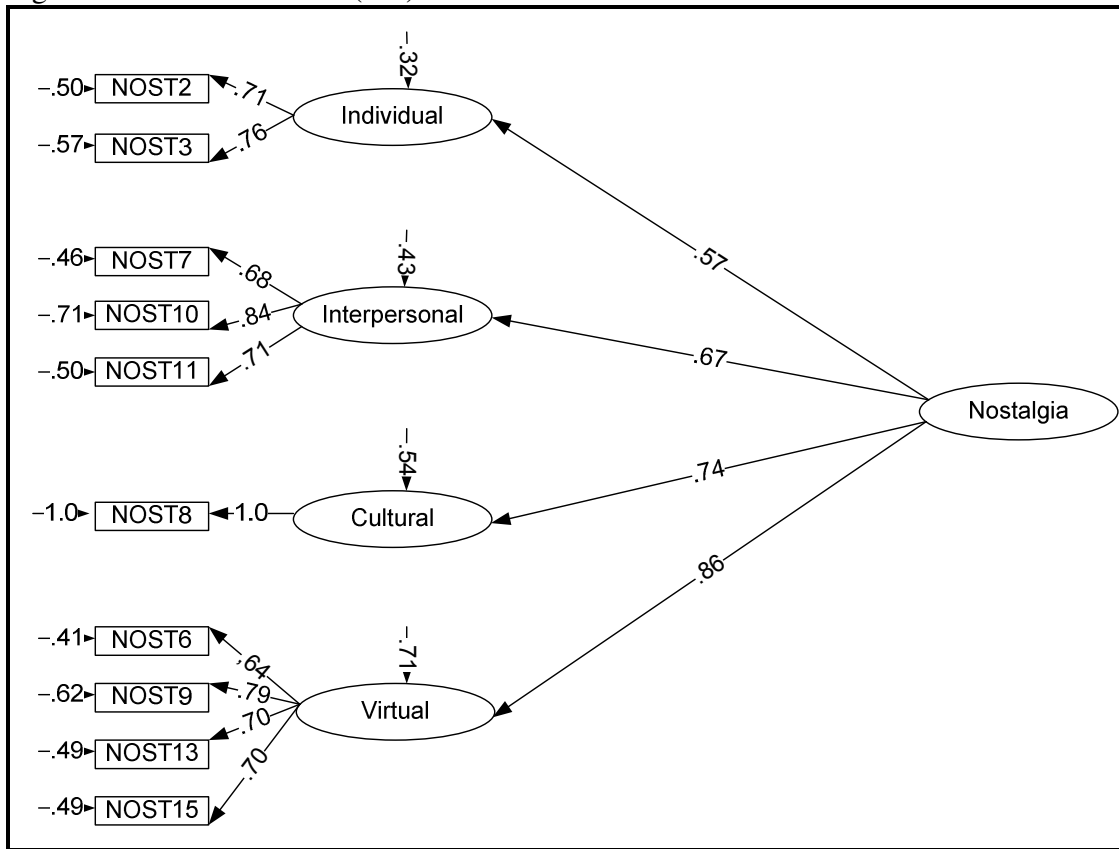 .32
.50 NOST2 .71
Individual
.57 NOST3 .76
.57
.43
.46 NOST7 .68
.71 NOST10 .84
Interpersonal
.67
.50 NOST11 .71
Nostalgia
.54
.74
1.0 NOST8 1.0
Cultural
.86
.41 NOST6 .64
.71
.62 NOST9 .79
Virtual
.49 NOST13 .70
.49 NOST15 .70